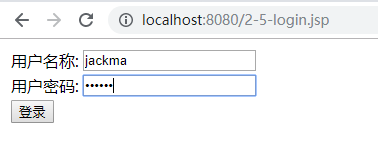 localhost:8080/2-5-login.jsp
用户名称: jackma
用户密码: ••••••
登录